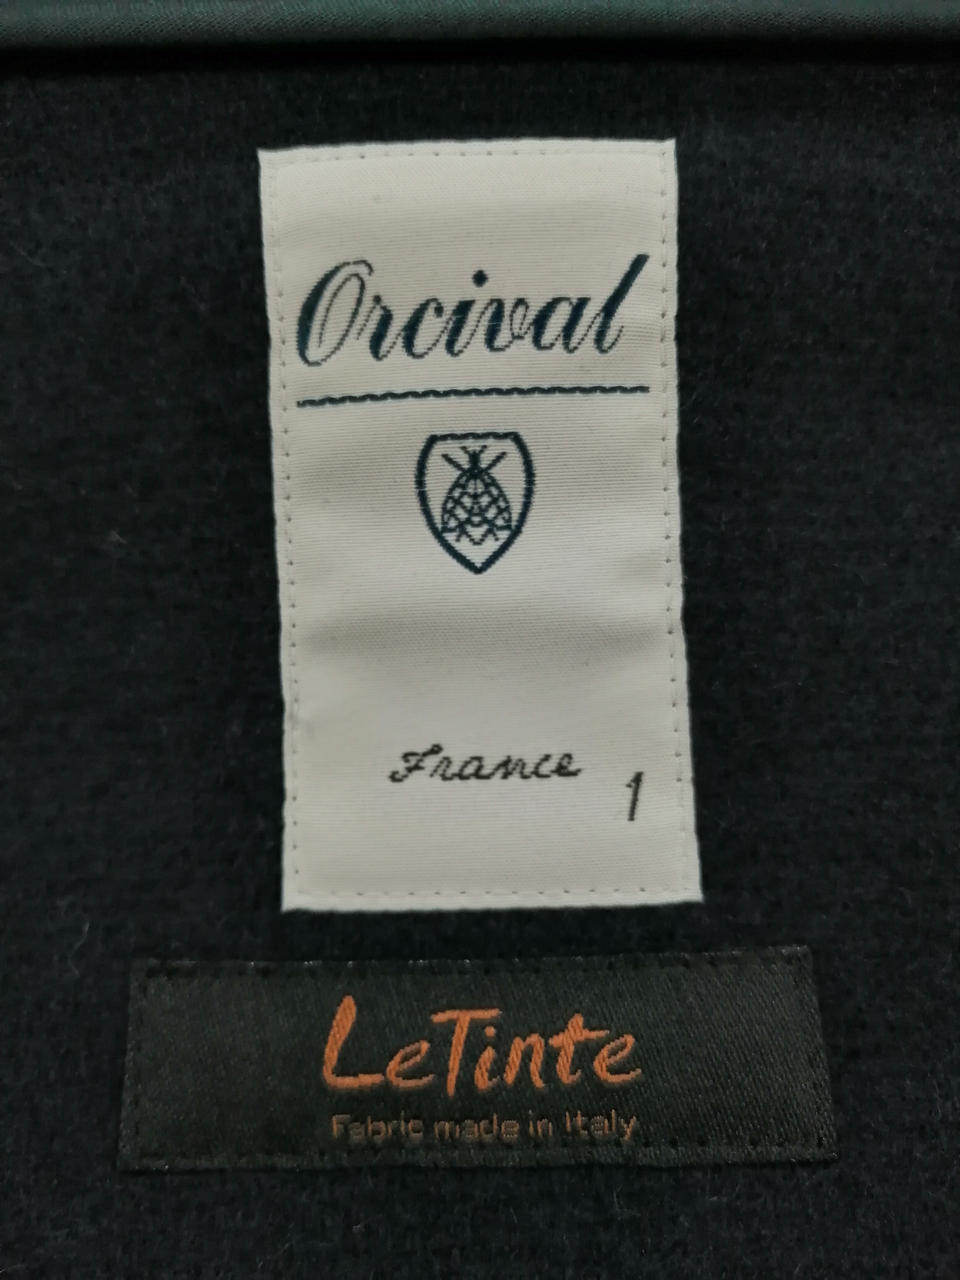 Orcival
France
1
LeTinte
Fabric made in Italy